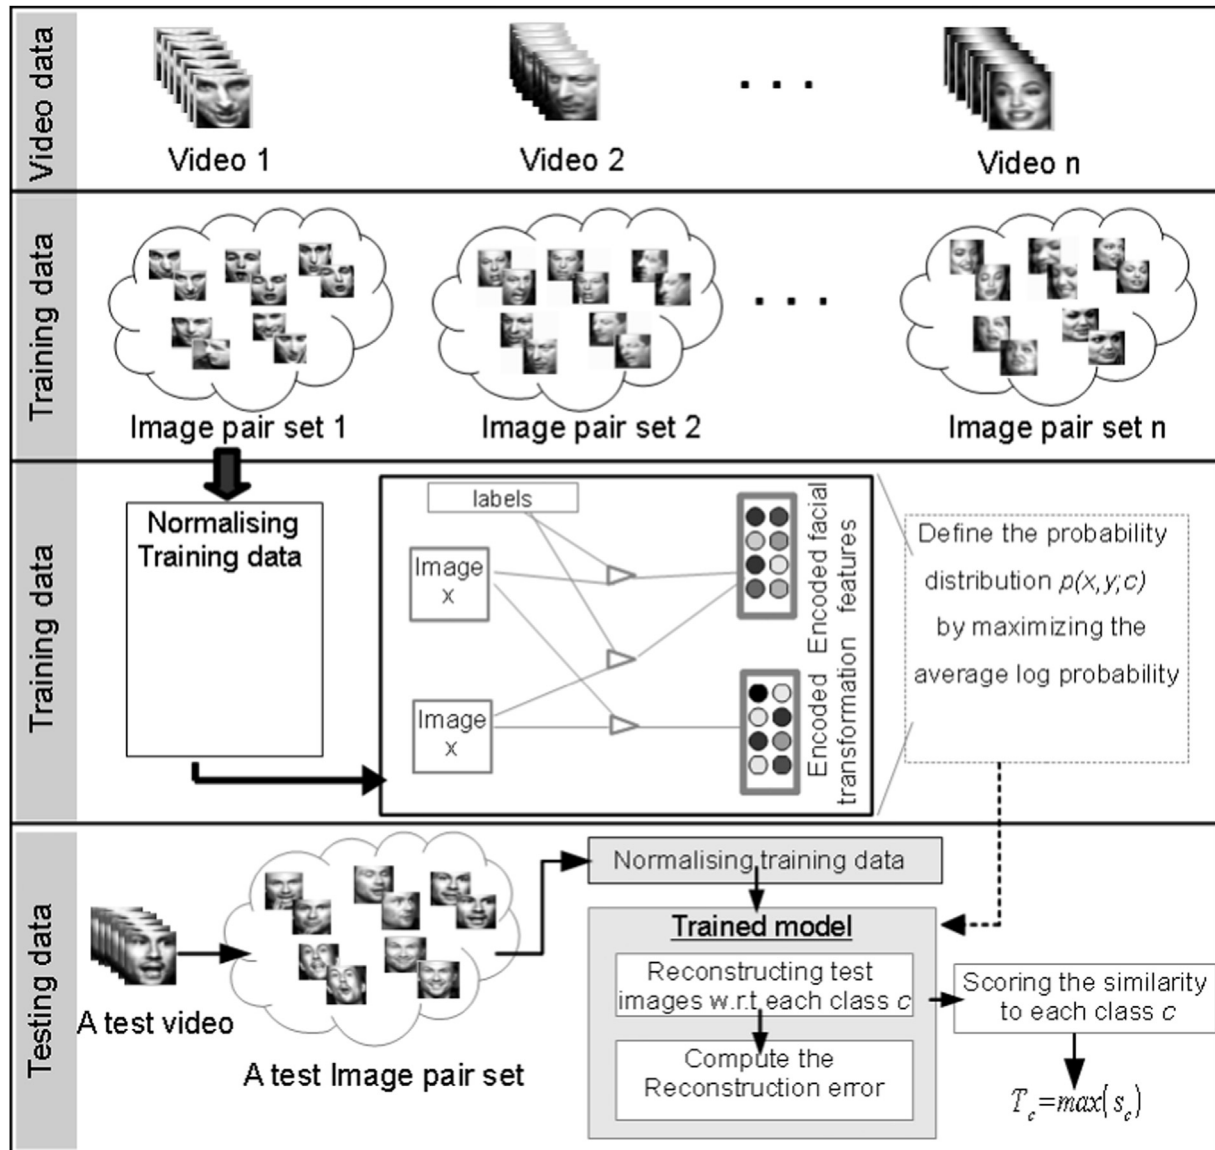 Video data
Video 1
Video 2
. . .
Video n
Training data
Image pair set 1
Image pair set 2
. . .
Image pair set n
Training data
Normalising
Training data
labels
Image
x
Image
x
Encoded facial
features
Encoded
transformation
Define the probability
distribution p(x,y;c)
by maximizing the
average log probability
Testing data
A test video
A test Image pair set
Normalising training data
Trained model
Reconstructing test
images w.r.t each class c
Compute the
Reconstruction error
Scoring the similarity
to each class c
T_c=max(s_c)